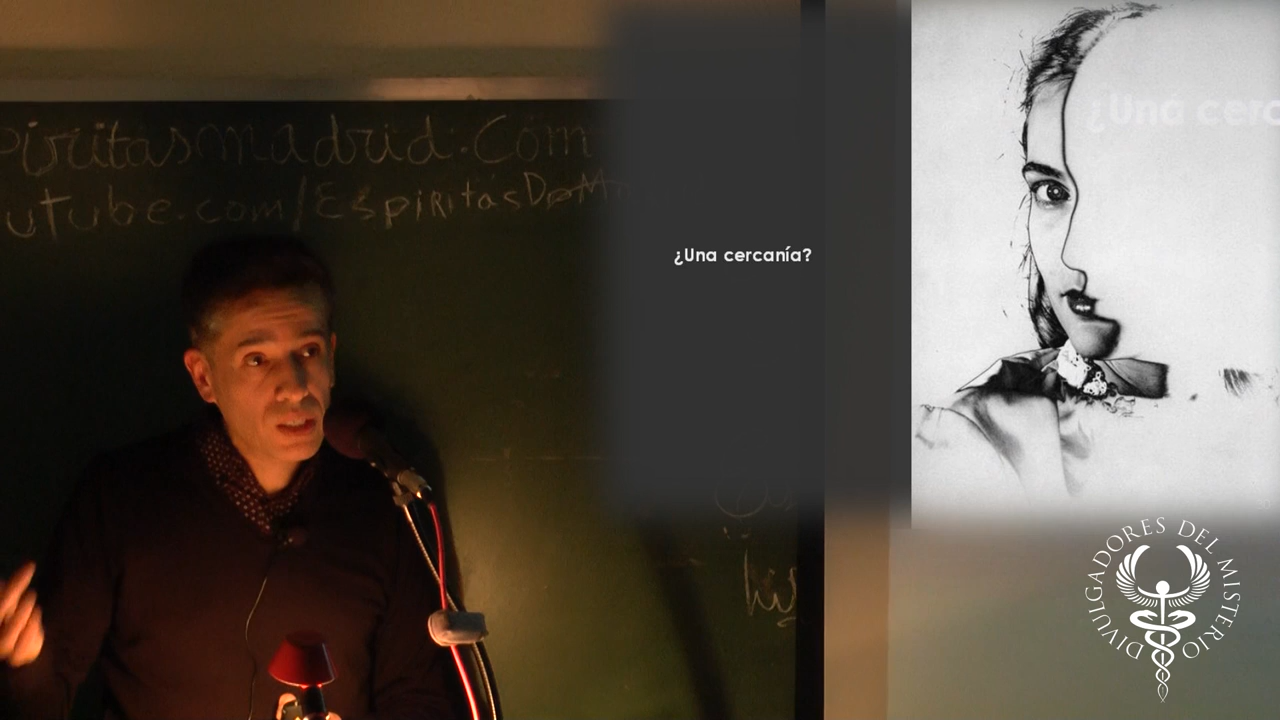 piritasmadrid.Com
utube.com/EspiritasDeM
¿Una cercanía?
¿Una cerc
DIVULGADORES DEL MISTERIO